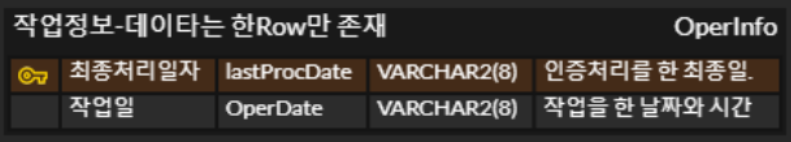 작업정보-데이타는 한Row만 존재 OperInfo
최종처리일자 lastProcDate VARCHAR2(8) 인증처리를 한 최종일.
작업일 OperDate VARCHAR2(8) 작업을 한 날짜와 시간